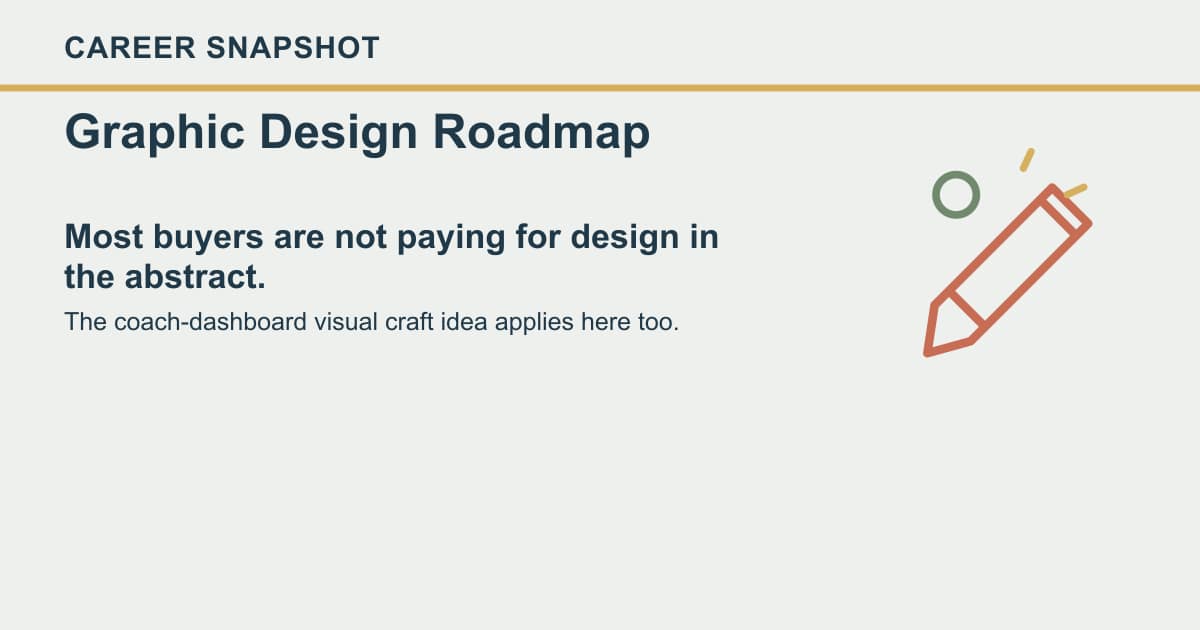 CAREER SNAPSHOT
Graphic Design Roadmap
Most buyers are not paying for design in
the abstract.
The coach-dashboard visual craft idea applies here too.